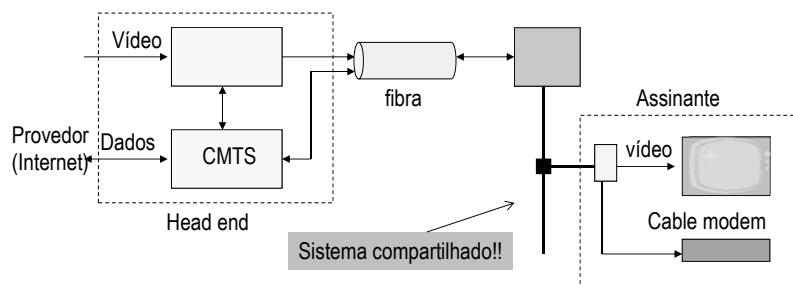 Vídeo
fibra
Assinante
Provedor
(Internet)
Dados
CMTS
vídeo
Head end
Cable modem
Sistema compartilhado!!